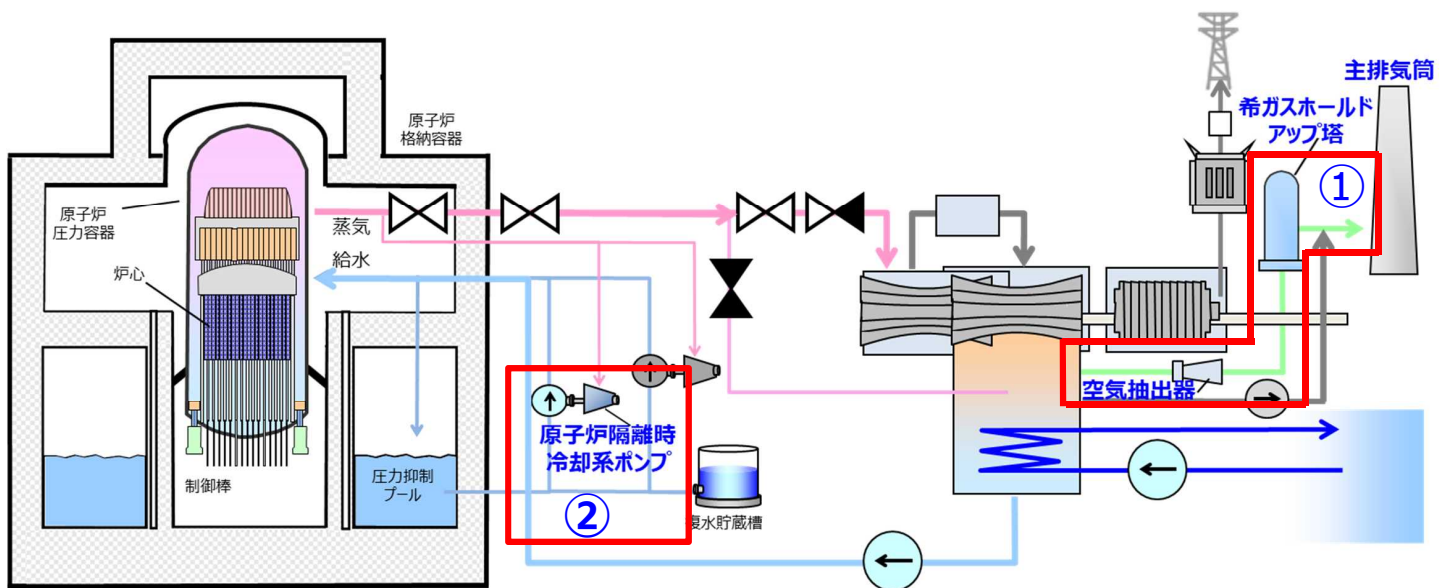 主排気筒
希ガスホールド
アップ塔
①
原子炉
格納容器
原子炉
圧力容器
蒸気
給水
炉心
空気抽出器
原子炉隔離時
冷却系ポンプ
制御棒
圧力抑制
プール
②
復水貯蔵槽